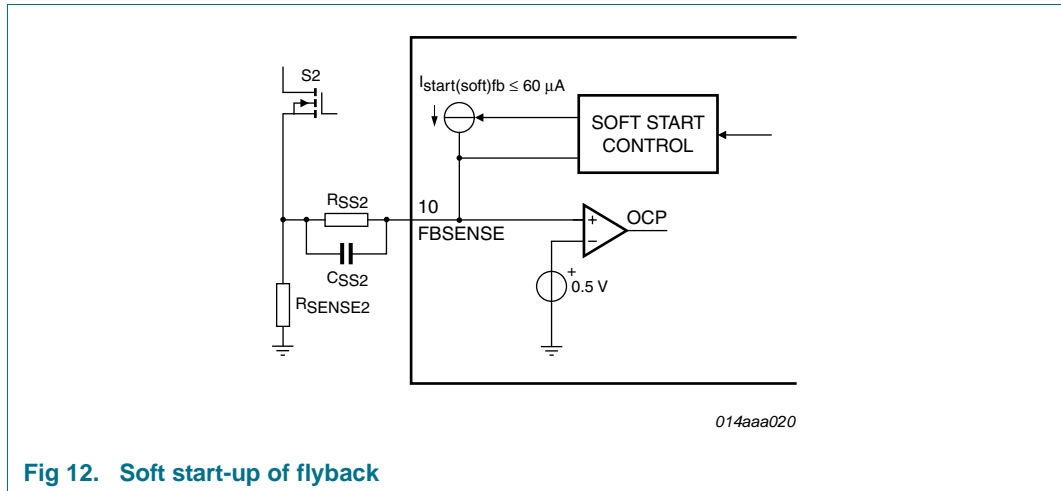 S2
Istart(soft)fb ≤ 60 μA
SOFT START
CONTROL
RSS2
10
FBSENSE
OCP
CSS2
+
−
+
0.5 V
RSENSE2
014aaa020
Fig 12. Soft start-up of flyback